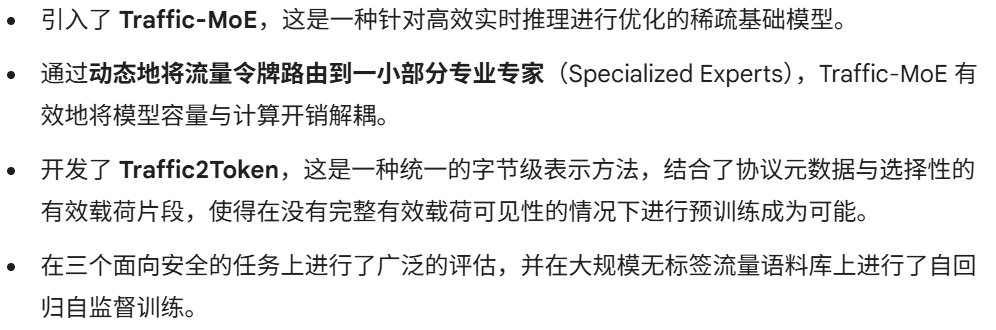 • 引入了 Traffic-MoE，这是一种针对高效实时推理进行优化的稀疏基础模型。
• 通过动态地将流量令牌路由到一小部分专业专家（Specialized Experts），Traffic-MoE 有
效地将模型容量与计算开销解耦。
• 开发了 Traffic2Token，这是一种统一的字节级表示方法，结合了协议元数据与选择性的
有效载荷片段，使得在没有完整有效载荷可见性的情况下进行预训练成为可能。
• 在三个面向安全的任务上进行了广泛的评估，并在大规模无标签流量语料库上进行了自回
归自监督训练。